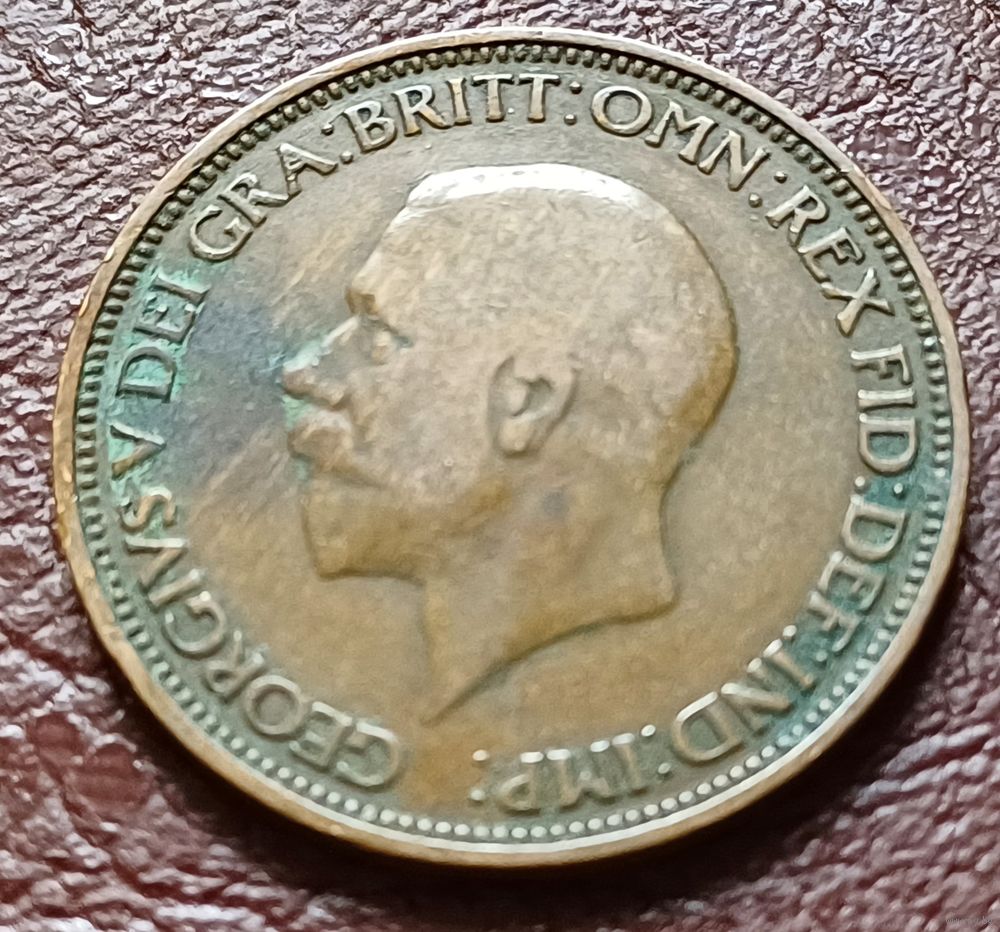 GEORGIVS V DEI GRA: BRITT: OMN: REX FID: DEF: IND: IMP: